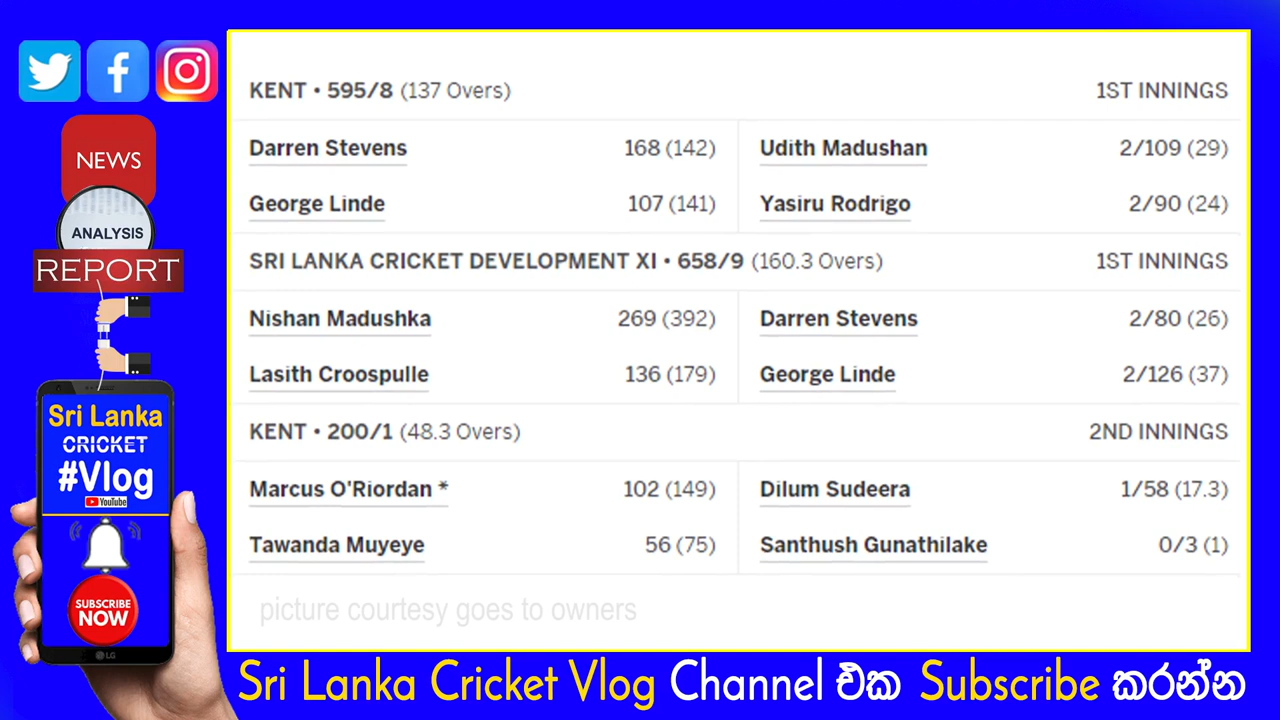 NEWS
ANALYSIS
REPORT
Sri Lanka
CRICKET
#Vlog
YouTube
SUBSCRIBE
NOW
LG
KENT • 595/8 (137 Overs) 1ST INNINGS
Darren Stevens 168 (142) Udith Madushan 2/109 (29)
George Linde 107 (141) Yasiru Rodrigo 2/90 (24)
SRI LANKA CRICKET DEVELOPMENT XI • 658/9 (160.3 Overs) 1ST INNINGS
Nishan Madushka 269 (392) Darren Stevens 2/80 (26)
Lasith Croospulle 136 (179) George Linde 2/126 (37)
KENT • 200/1 (48.3 Overs) 2ND INNINGS
Marcus O'Riordan * 102 (149) Dilum Sudeera 1/58 (17.3)
Tawanda Muyeye 56 (75) Santhush Gunathilake 0/3 (1)
picture courtesy goes to owners
Sri Lanka Cricket Vlog Channel එක Subscribe කරන්න